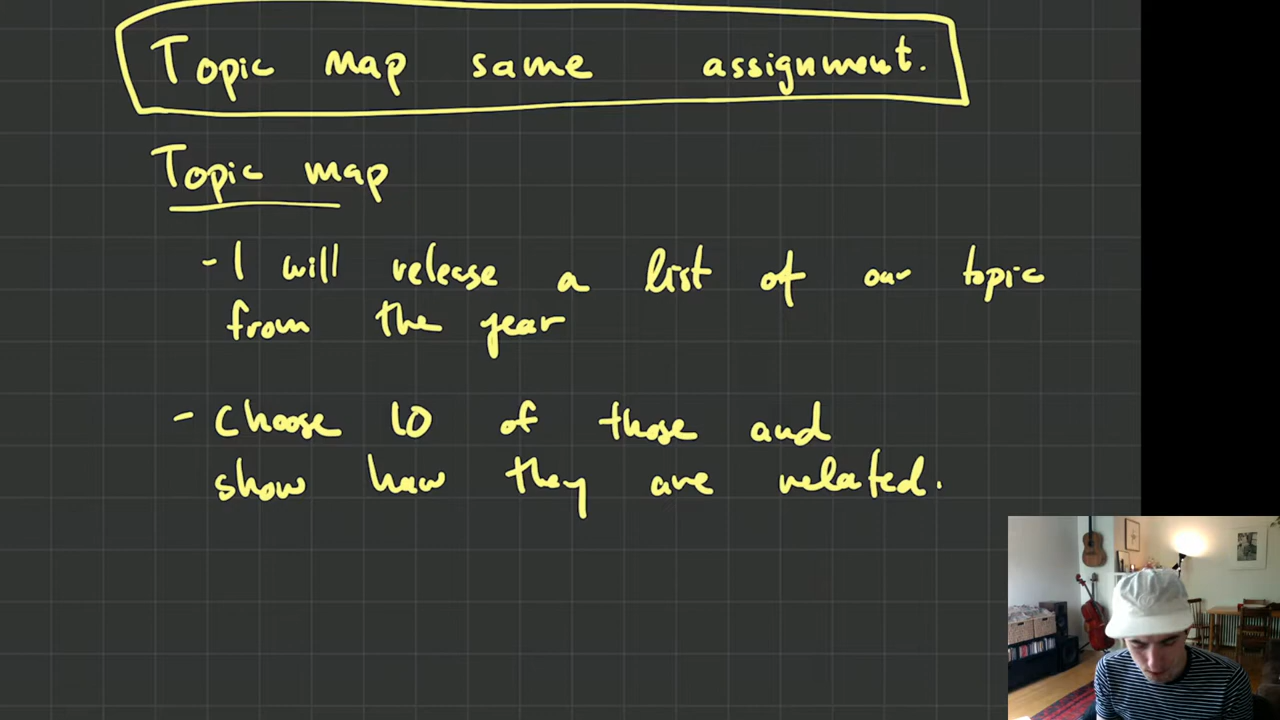 Topic map same assignment.
Topic map
- I will release a list of our topic
from the year
- Choose 10 of those and
show how they are related.